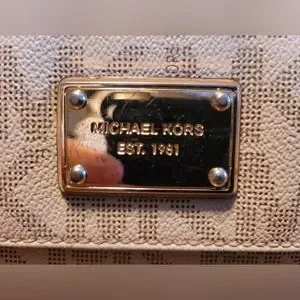 MICHAEL KORS
EST. 1981